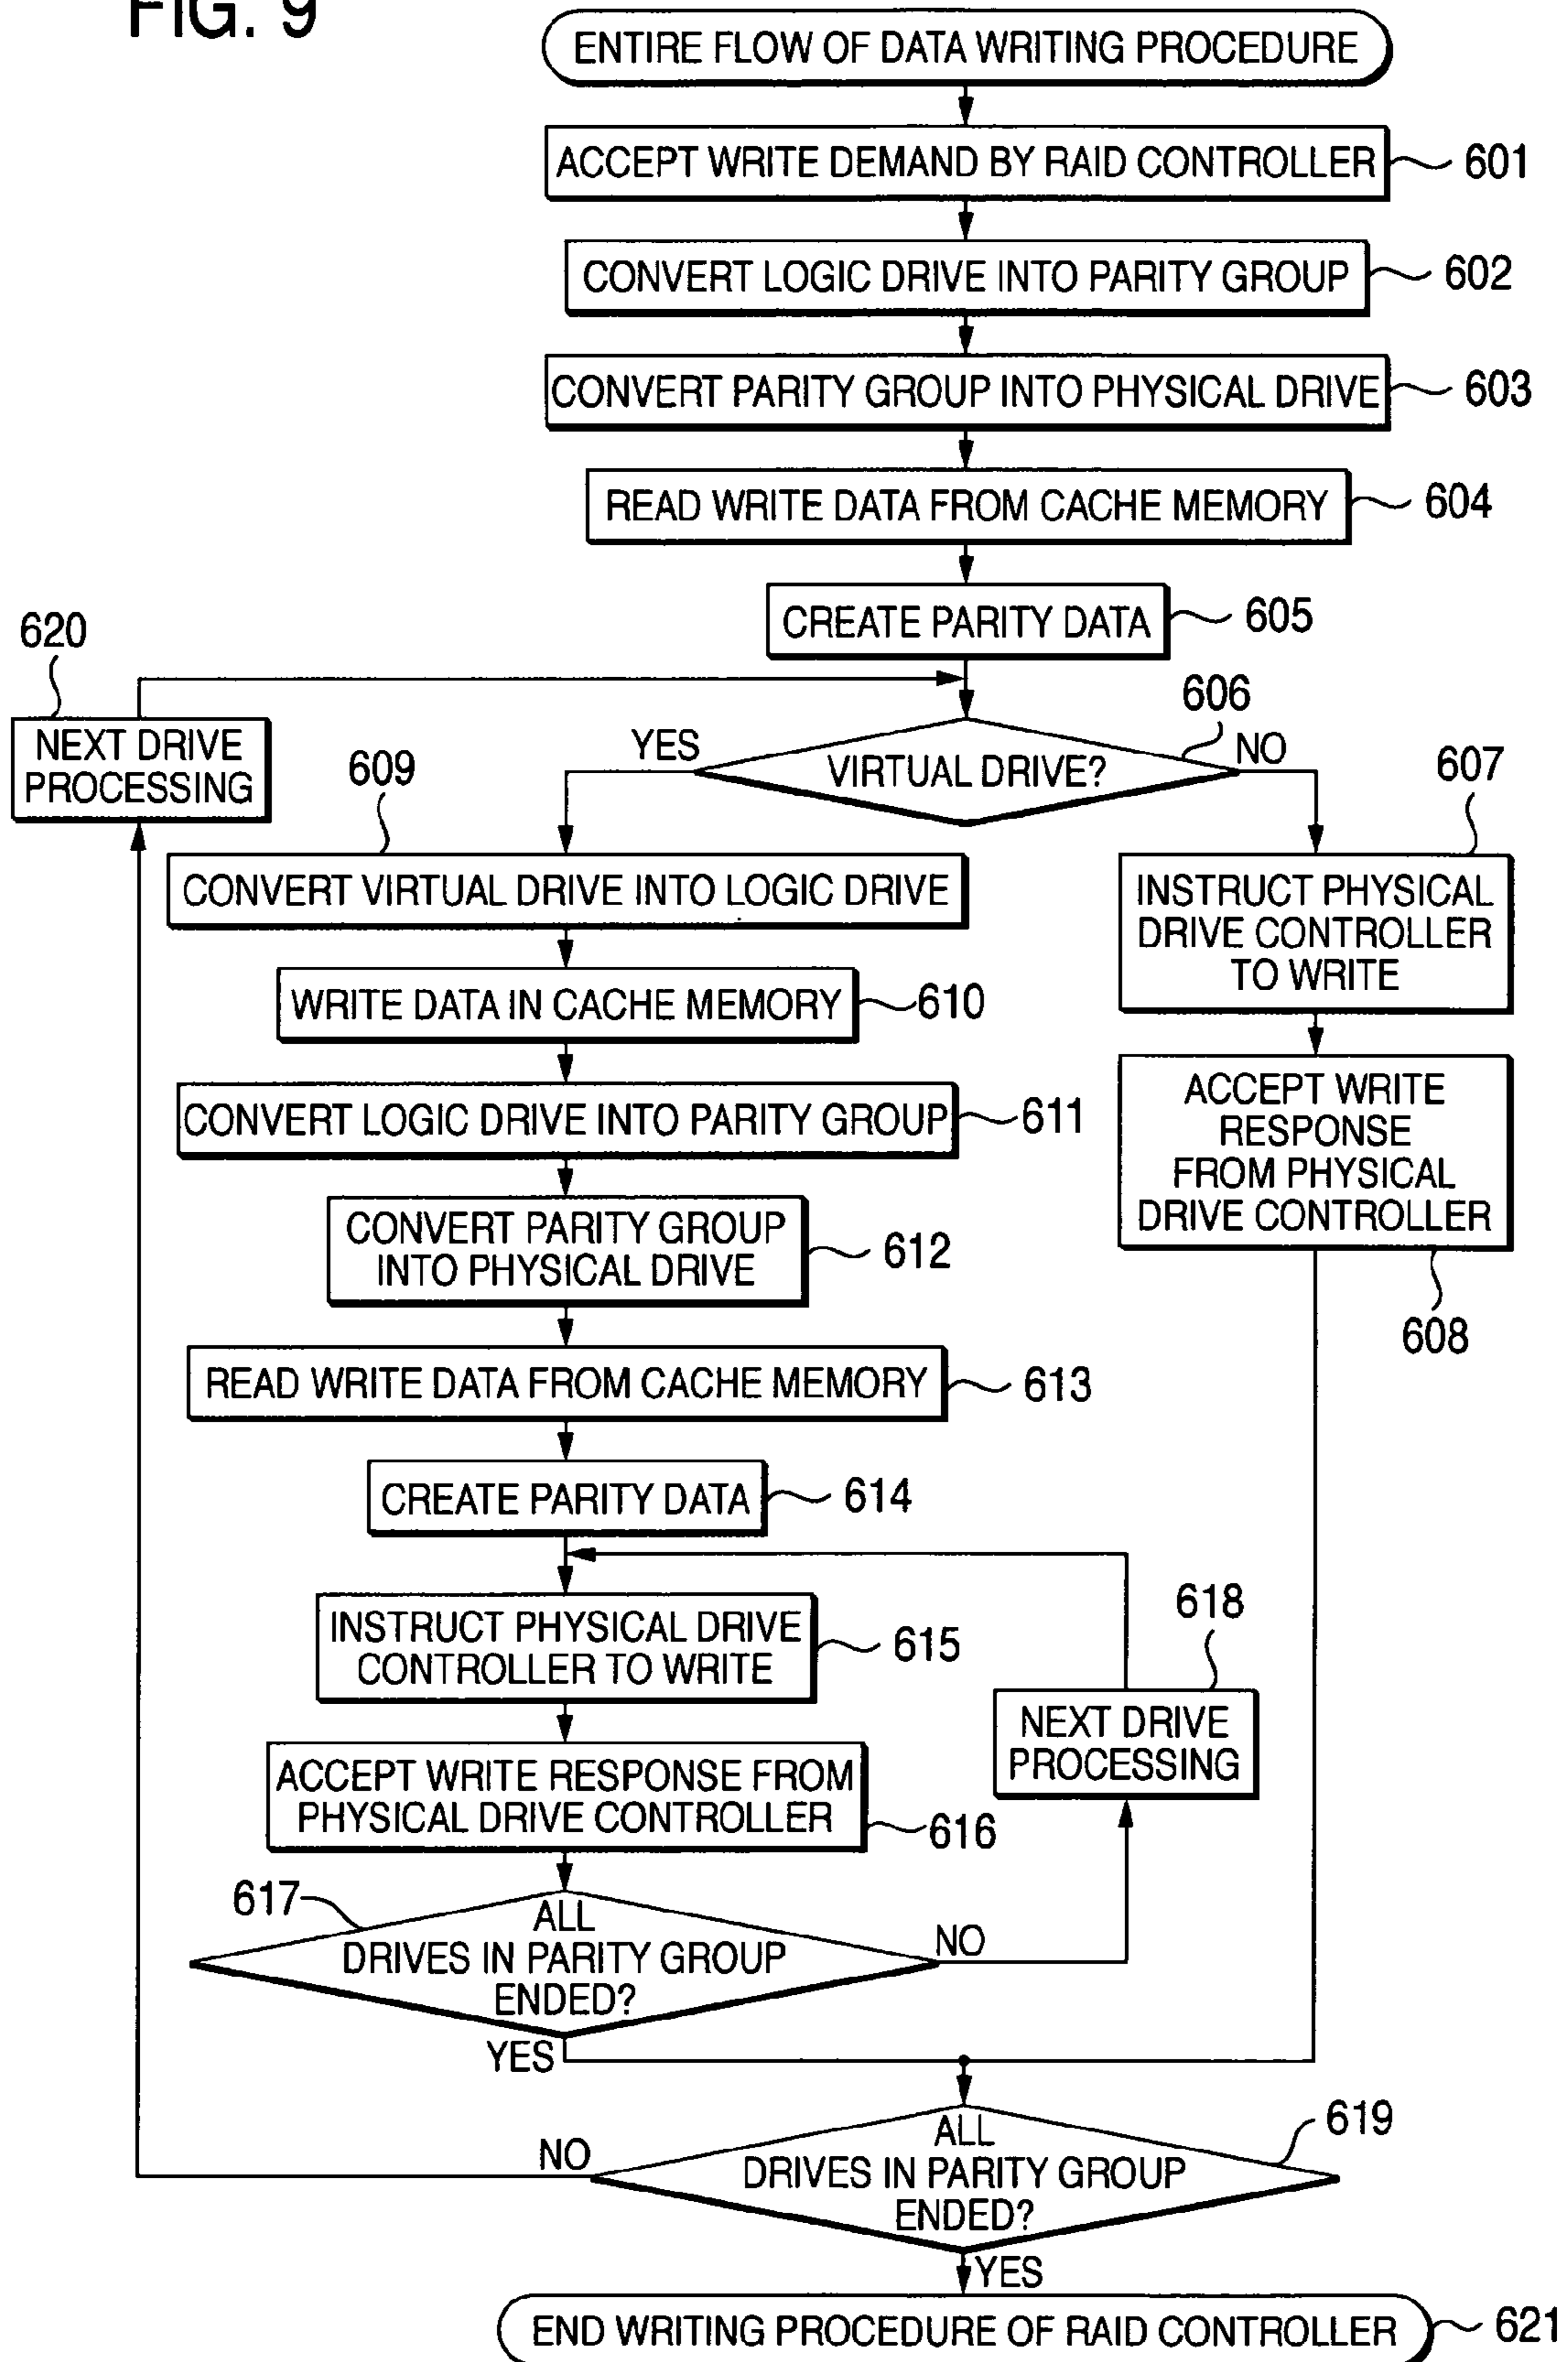 FIG. 9
ENTIRE FLOW OF DATA WRITING PROCEDURE
ACCEPT WRITE DEMAND BY RAID CONTROLLER
601
CONVERT LOGIC DRIVE INTO PARITY GROUP
602
CONVERT PARITY GROUP INTO PHYSICAL DRIVE
603
READ WRITE DATA FROM CACHE MEMORY
604
CREATE PARITY DATA
605
620
NEXT DRIVE
PROCESSING
606
YES
VIRTUAL DRIVE?
NO
609
CONVERT VIRTUAL DRIVE INTO LOGIC DRIVE
607
INSTRUCT PHYSICAL
DRIVE CONTROLLER
TO WRITE
WRITE DATA IN CACHE MEMORY
610
ACCEPT WRITE
RESPONSE
FROM PHYSICAL
DRIVE CONTROLLER
608
CONVERT LOGIC DRIVE INTO PARITY GROUP
611
CONVERT PARITY GROUP
INTO PHYSICAL DRIVE
612
READ WRITE DATA FROM CACHE MEMORY
613
CREATE PARITY DATA
614
INSTRUCT PHYSICAL DRIVE
CONTROLLER TO WRITE
615
618
NEXT DRIVE
PROCESSING
ACCEPT WRITE RESPONSE FROM
PHYSICAL DRIVE CONTROLLER
616
617
ALL
DRIVES IN PARITY GROUP
ENDED?
NO
YES
619
NO
ALL
DRIVES IN PARITY GROUP
ENDED?
YES
END WRITING PROCEDURE OF RAID CONTROLLER
621